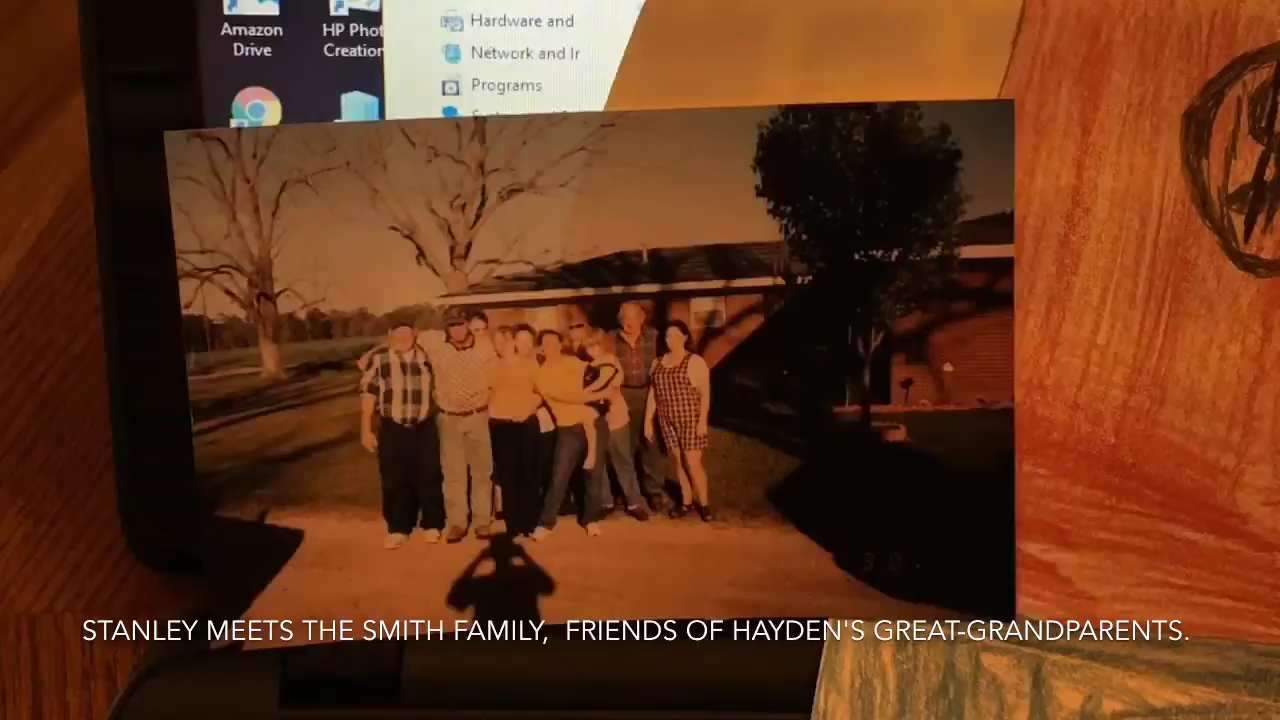 Amazon
Drive
HP Phot
Creation
Hardware and
Network and Ir
Programs
STANLEY MEETS THE SMITH FAMILY, FRIENDS OF HAYDEN'S GREAT-GRANDPARENTS.